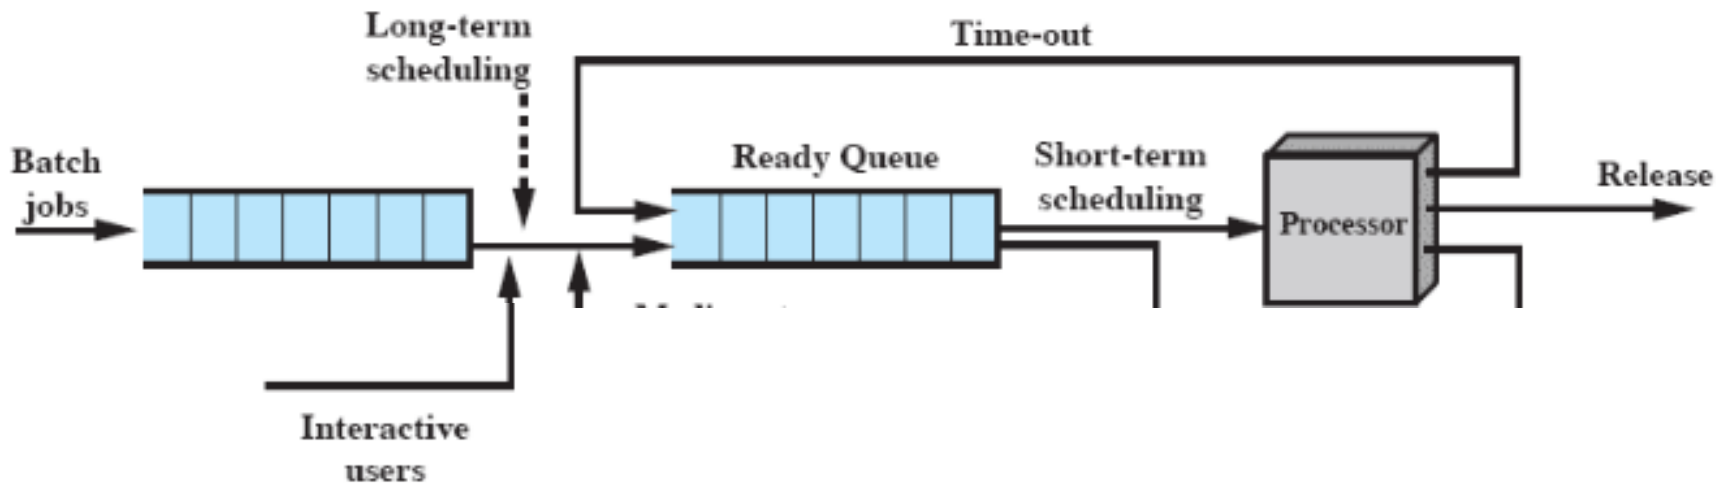 Long-term
scheduling
Time-out
Batch
jobs
Ready Queue
Short-term
scheduling
Processor
Release
Interactive
users